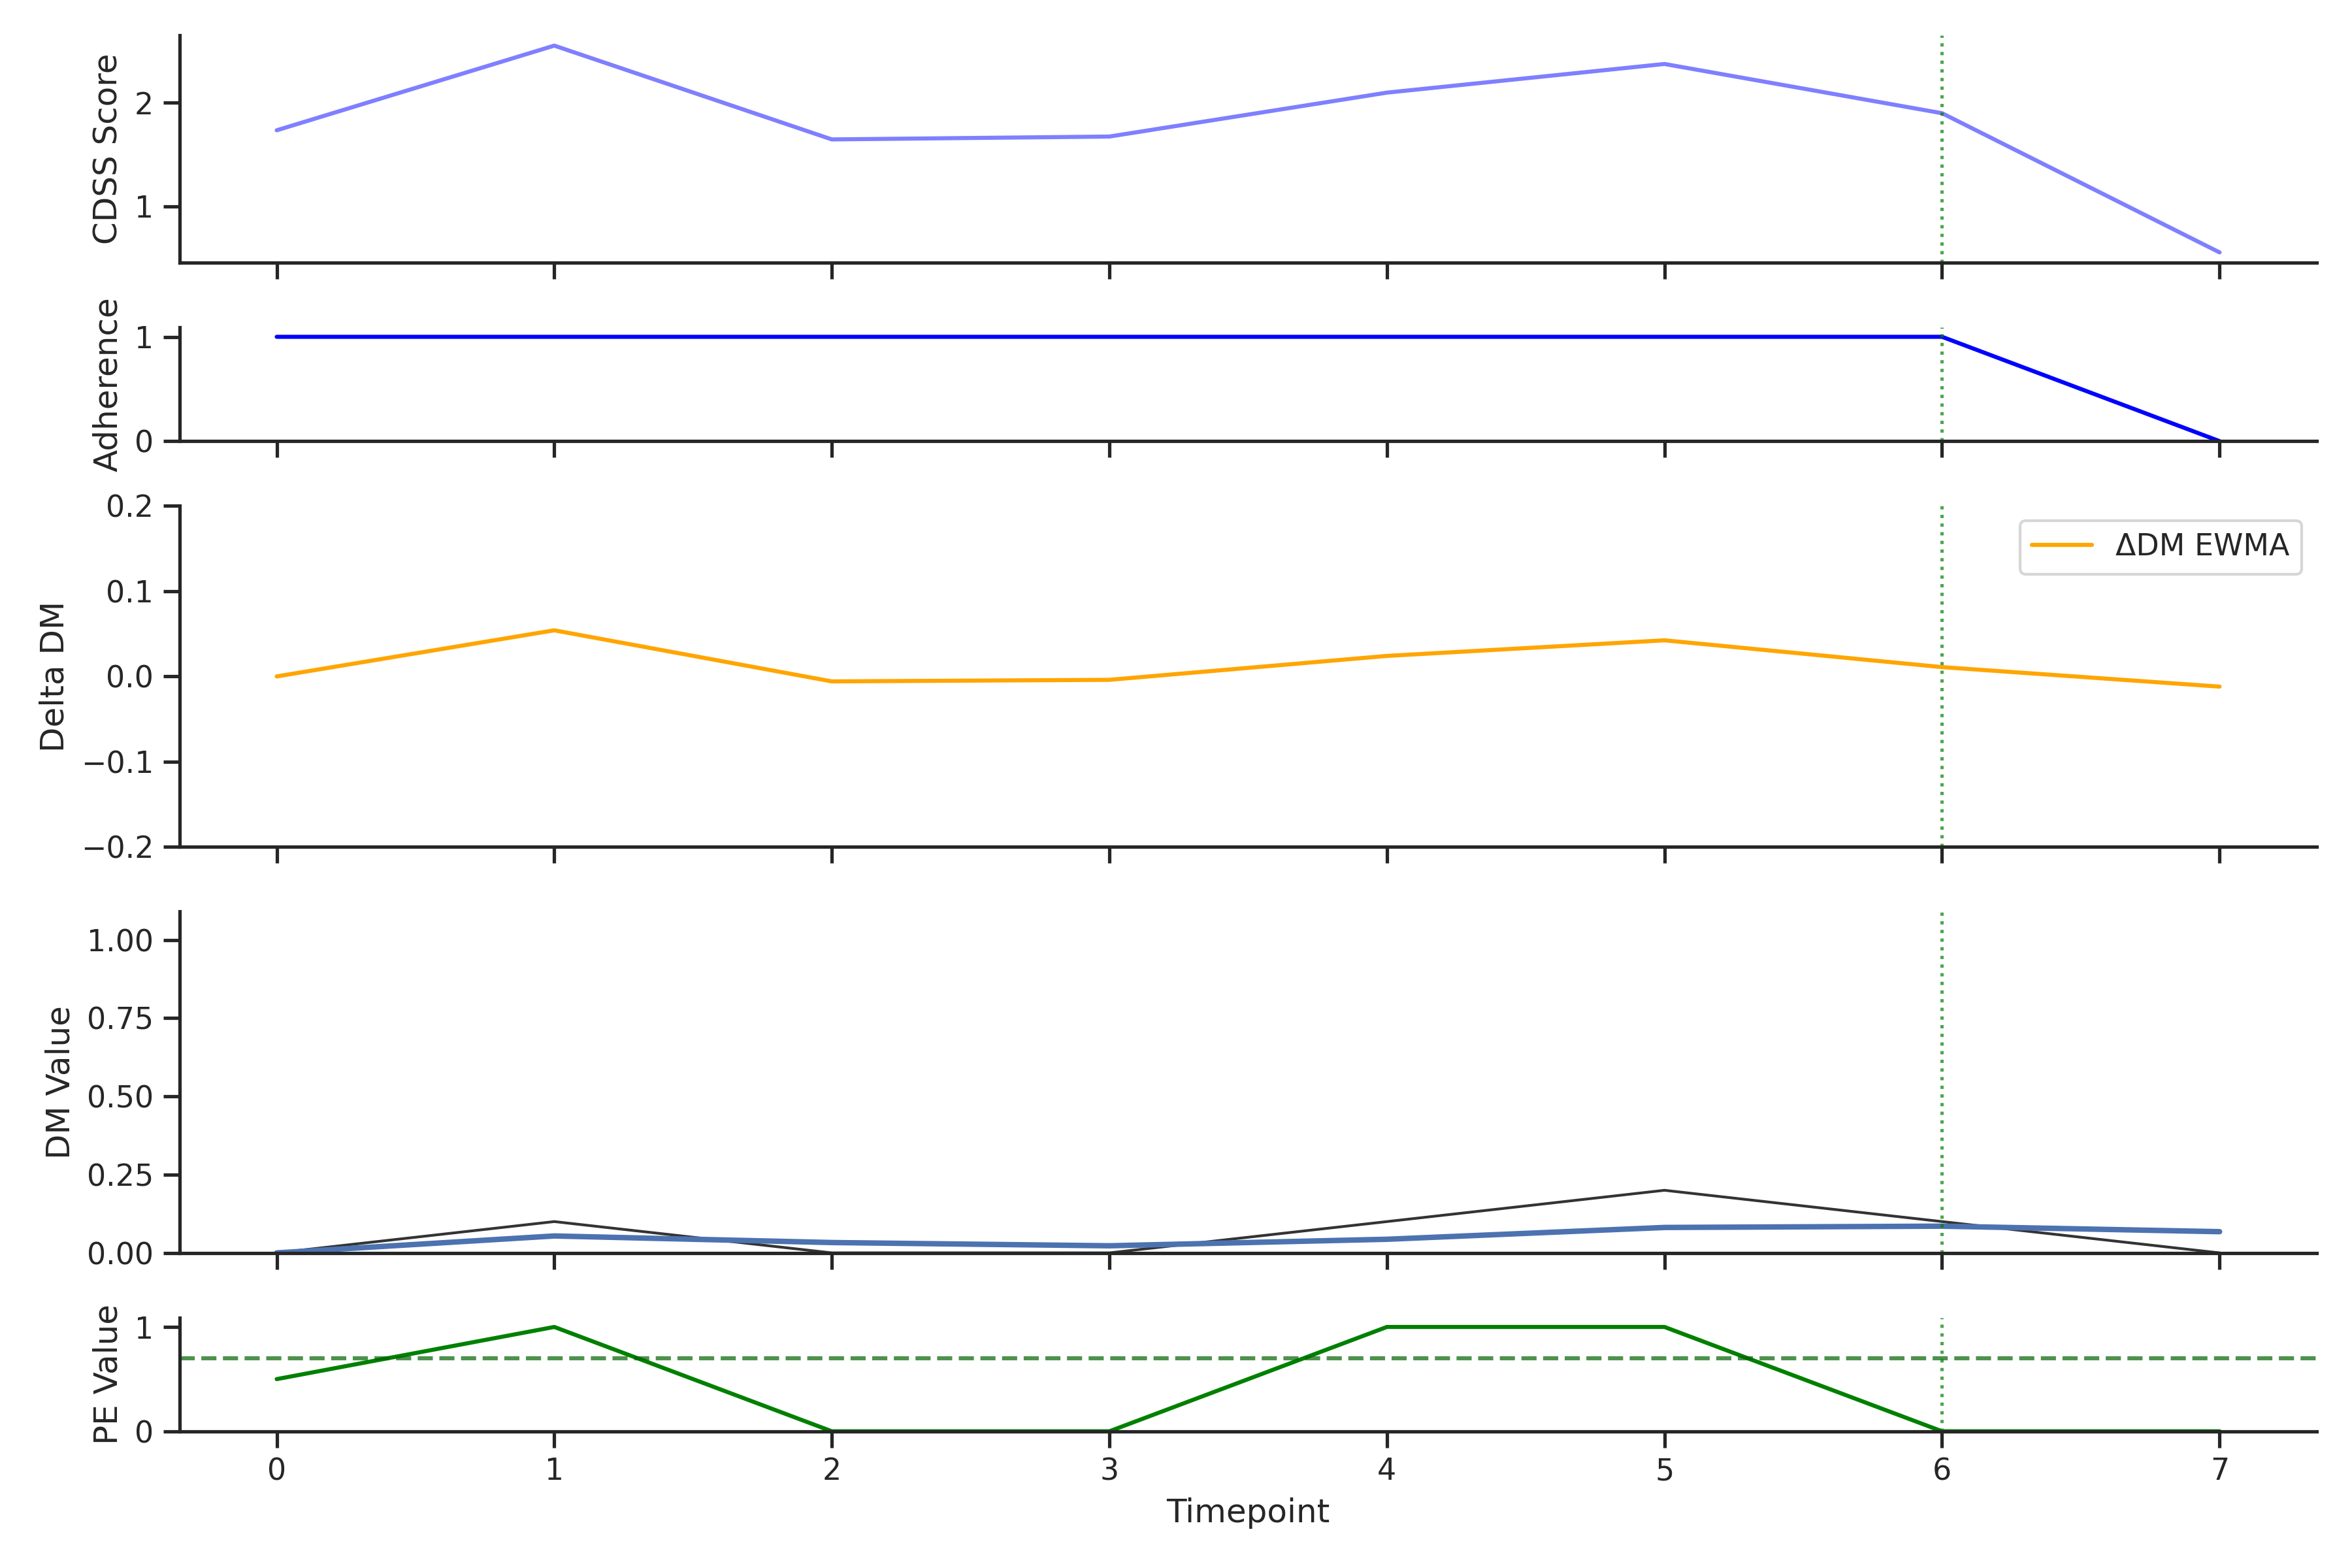 CDSS Score
2
1
Adherence
1
0
Delta DM
0.2
0.1
0.0
−0.1
−0.2
ΔDM EWMA
DM Value
1.00
0.75
0.50
0.25
0.00
PE Value
1
0
0 1 2 3 4 5 6 7
Timepoint